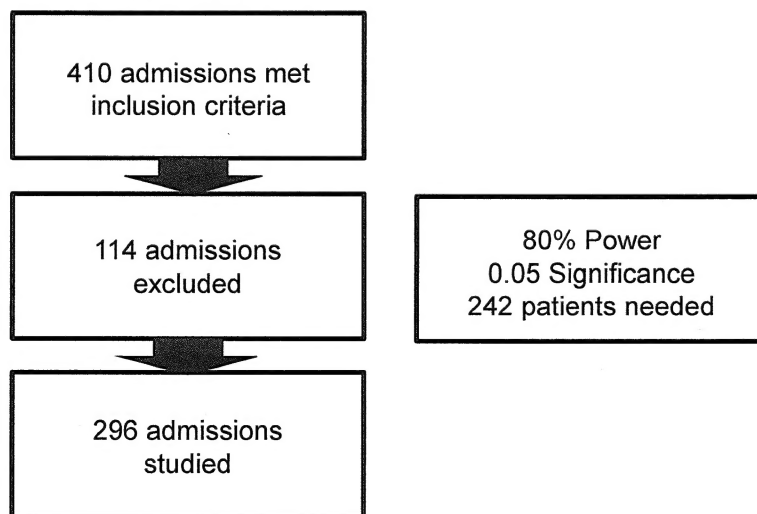 410 admissions met
inclusion criteria
114 admissions
excluded
80% Power
0.05 Significance
242 patients needed
296 admissions
studied